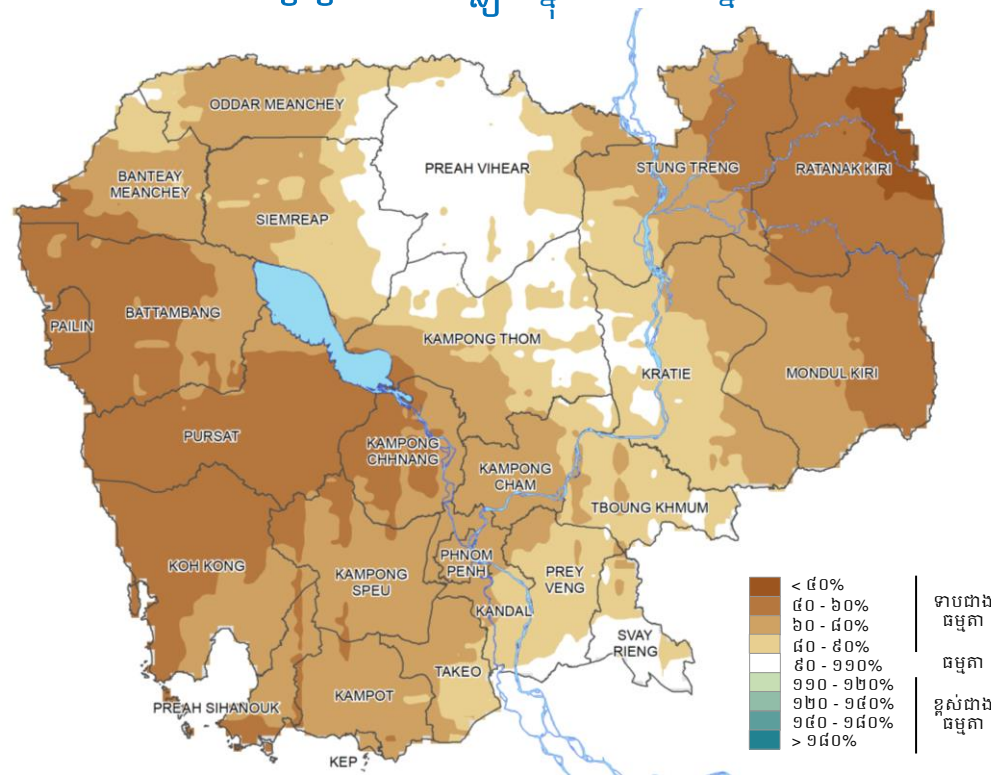 ODDAR MEANCHEY
PREAH VIHEAR
STUNG TRENG
RATANAK KIRI
BANTEAY
MEANCHEY
SIEMREAP
BATTAMBANG
PAILIN
KAMPONG THOM
KRATIE
MONDUL KIRI
PURSAT
KAMPONG
CHHNANG
KAMPONG
CHAM
TBOUNG KHMUM
KOH KONG
KAMPONG
SPEU
PHNOM
PENH
PREY
VENG
KANDAL
SVAY
RIENG
TAKEO
KAMPOT
PREAH SIHANOUK
KEP
< ៤០%
៤០ - ៦០%
៦០ - ៨០%
៨០ - ៩០%
៩០ - ១១០%
១១០ - ១២០%
១២០ - ១៤០%
១៤០ - ១៨០%
> ១៨០%
ទាបជាង
ធម្មតា
ធម្មតា
ខ្ពស់ជាង
ធម្មតា